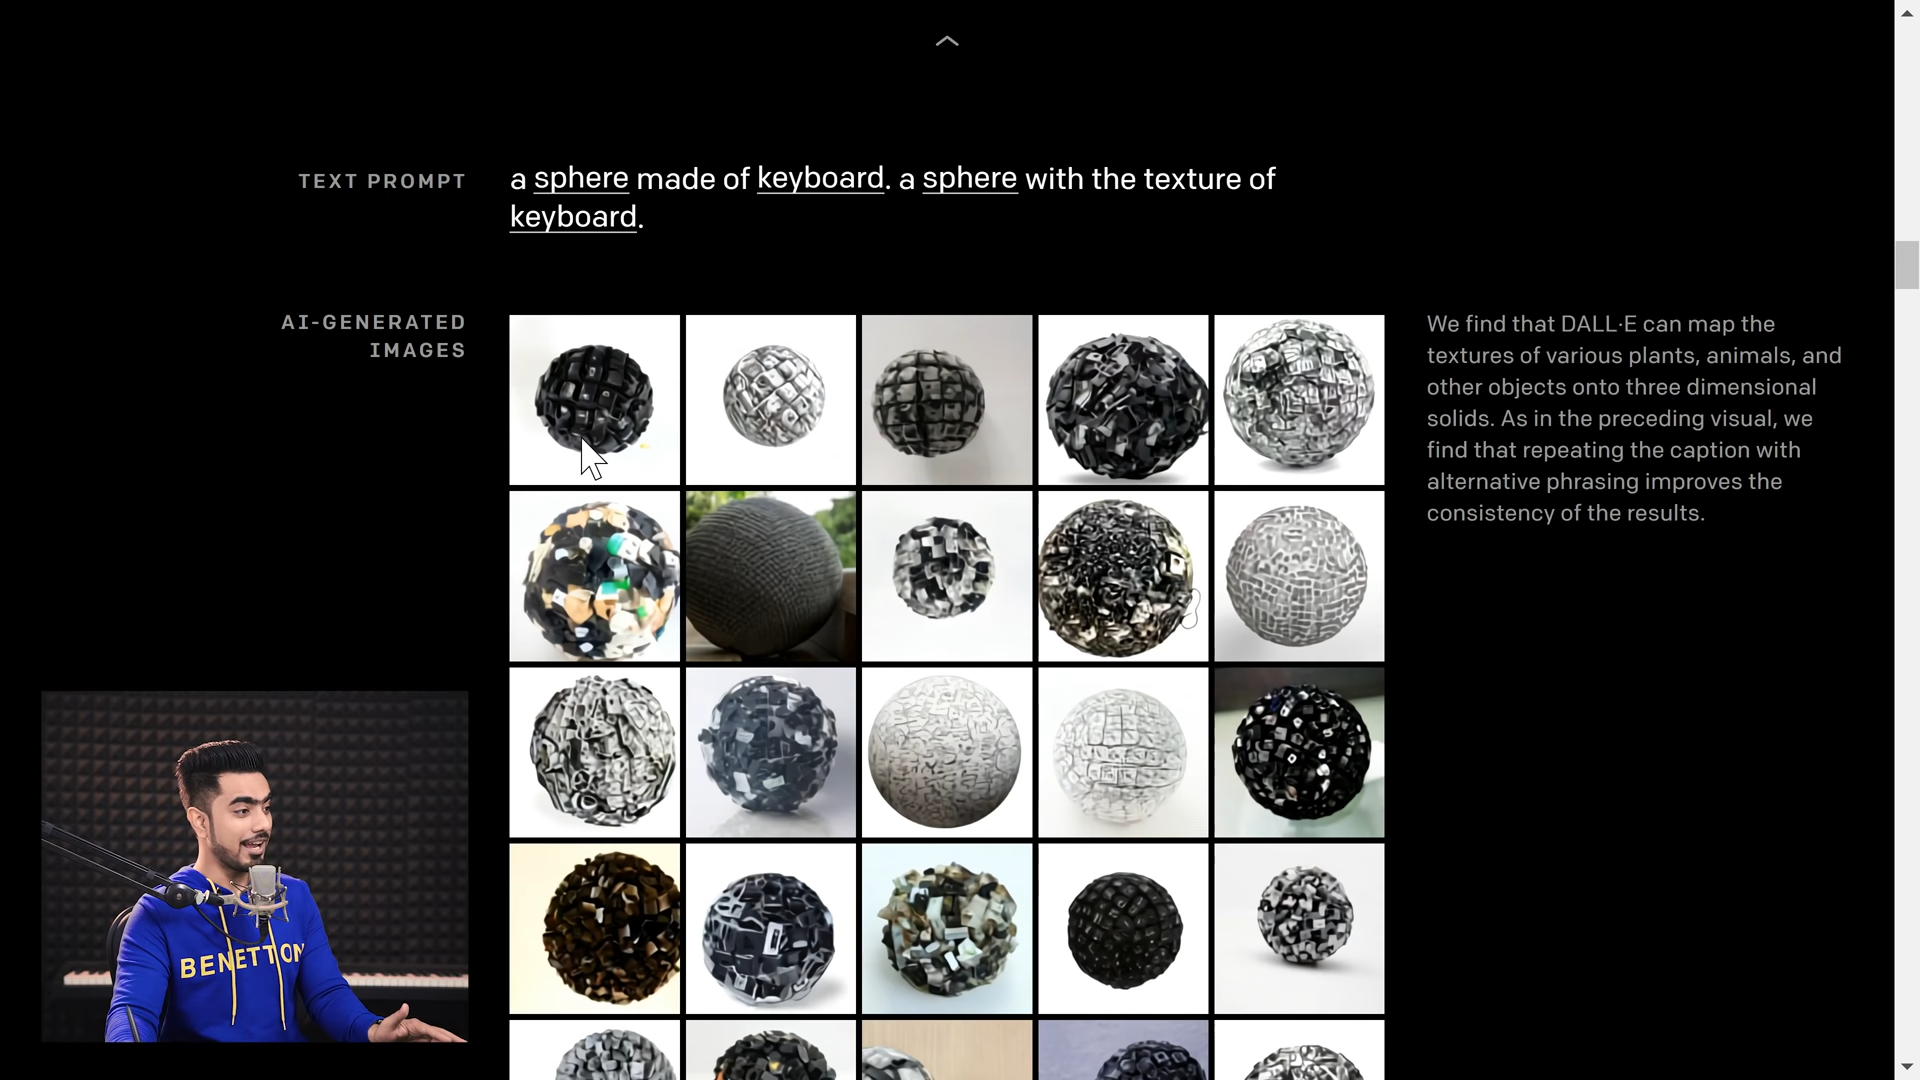 TEXT PROMPT
a sphere made of keyboard. a sphere with the texture of
keyboard.
AI-GENERATED
IMAGES
We find that DALL·E can map the
textures of various plants, animals, and
other objects onto three dimensional
solids. As in the preceding visual, we
find that repeating the caption with
alternative phrasing improves the
consistency of the results.
BENETTON